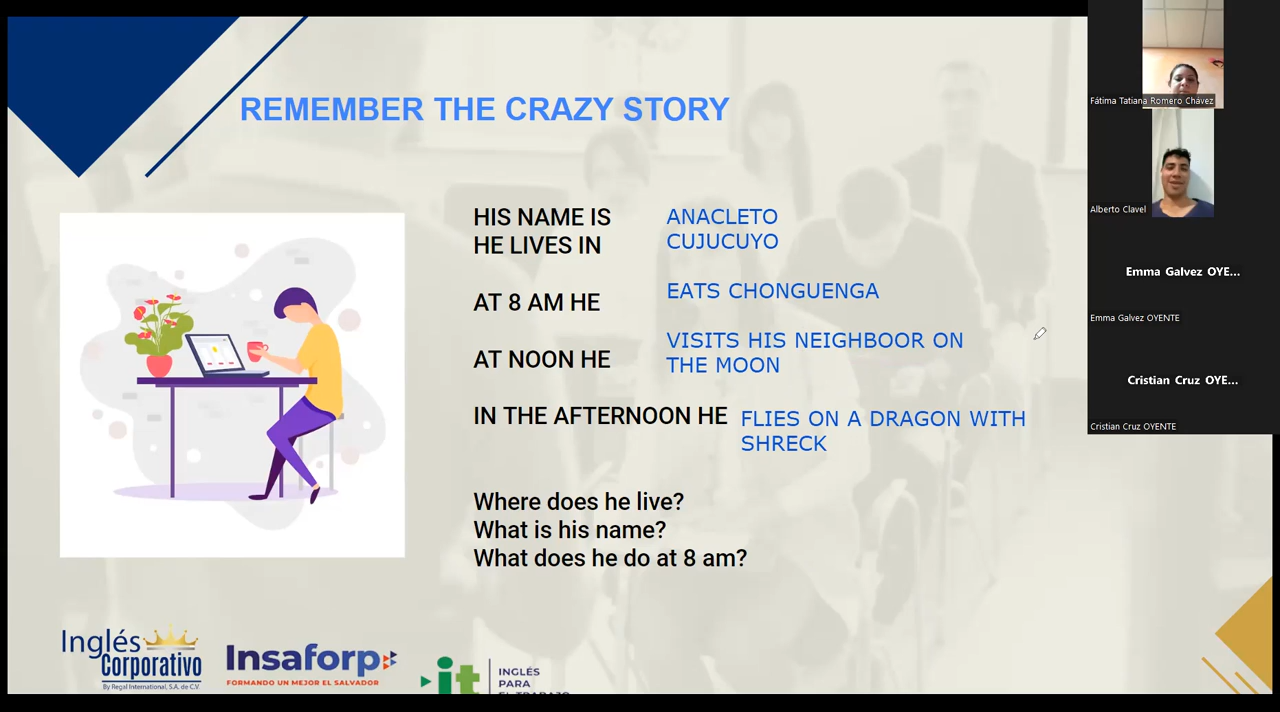 REMEMBER THE CRAZY STORY
HIS NAME IS ANACLETO
HE LIVES IN CUJUCUYO
AT 8 AM HE EATS CHONGUENGA
AT NOON HE VISITS HIS NEIGHBOOR ON
THE MOON
IN THE AFTERNOON HE FLIES ON A DRAGON WITH
SHRECK
Where does he live?
What is his name?
What does he do at 8 am?
Inglés
Corporativo
By Regal International, S.A. de C.V.
Insaforp
FORMANDO UN MEJOR EL SALVADOR
it
INGLÉS
PARA
EL TRABAJO
Fátima Tatiana Romero Chávez
Alberto Clavel
Emma Galvez OYE...
Emma Galvez OYENTE
Cristian Cruz OYE...
Cristian Cruz OYENTE